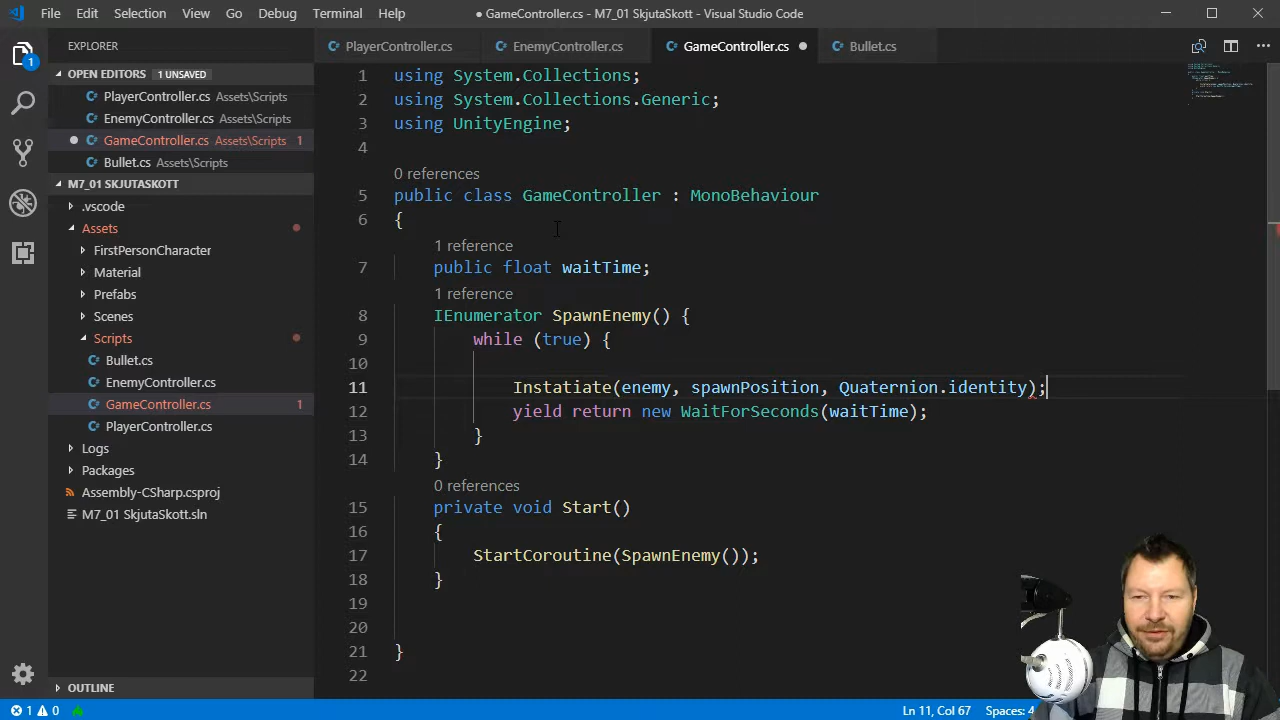 File Edit Selection View Go Debug Terminal Help
● GameController.cs - M7_01 SkjutaSkott - Visual Studio Code
EXPLORER
PlayerController.cs
EnemyController.cs
GameController.cs
Bullet.cs
1
OPEN EDITORS 1 UNSAVED
PlayerController.cs Assets\Scripts
EnemyController.cs Assets\Scripts
GameController.cs Assets\Scripts 1
Bullet.cs Assets\Scripts
M7_01 SKJUTASKOTT
.vscode
Assets
FirstPersonCharacter
Material
Prefabs
Scenes
Scripts
Bullet.cs
EnemyController.cs
GameController.cs 1
PlayerController.cs
Logs
Packages
Assembly-CSharp.csproj
M7_01 SkjutaSkott.sln
OUTLINE
1 using System.Collections;
2 using System.Collections.Generic;
3 using UnityEngine;
4
0 references
5 public class GameController : MonoBehaviour
6 {
1 reference
7 public float waitTime;
1 reference
8 IEnumerator SpawnEnemy() {
9 while (true) {
10
11 Instatiate(enemy, spawnPosition, Quaternion.identity);
12 yield return new WaitForSeconds(waitTime);
13 }
14 }
0 references
15 private void Start()
16 {
17 StartCoroutine(SpawnEnemy());
18 }
19
20
21 }
22
1 0
Ln 11, Col 67 Spaces: 4